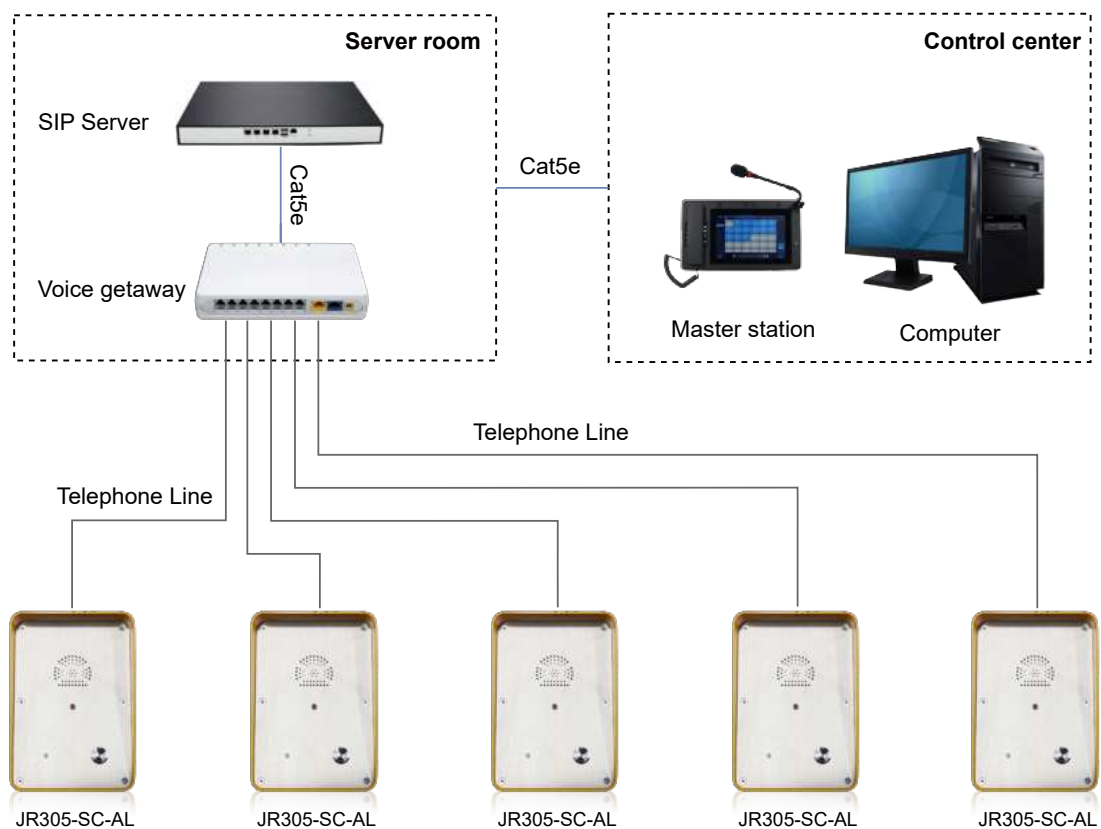 Server room
Control center
SIP Server
Cat5e
Cat5e
Voice getaway
Master station
Computer
Telephone Line
Telephone Line
JR305-SC-AL
JR305-SC-AL
JR305-SC-AL
JR305-SC-AL
JR305-SC-AL